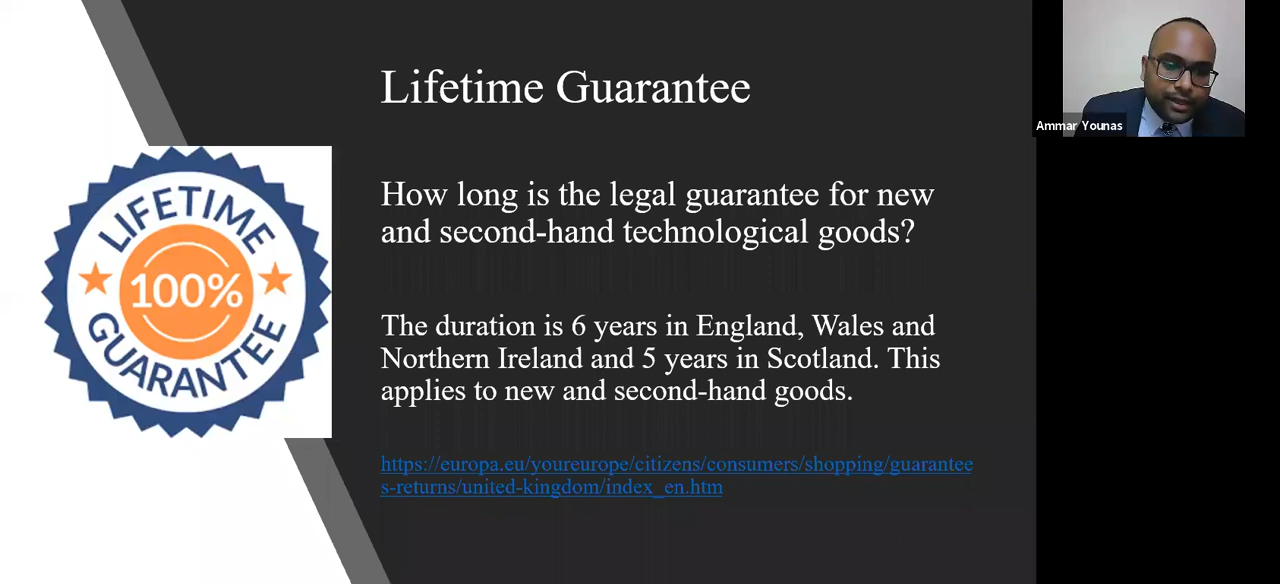 Lifetime Guarantee
How long is the legal guarantee for new
and second-hand technological goods?
The duration is 6 years in England, Wales and
Northern Ireland and 5 years in Scotland. This
applies to new and second-hand goods.
https://europa.eu/youreurope/citizens/consumers/shopping/guarantee
s-returns/united-kingdom/index_en.htm
LIFETIME
100%
GUARANTEE
Ammar Younas